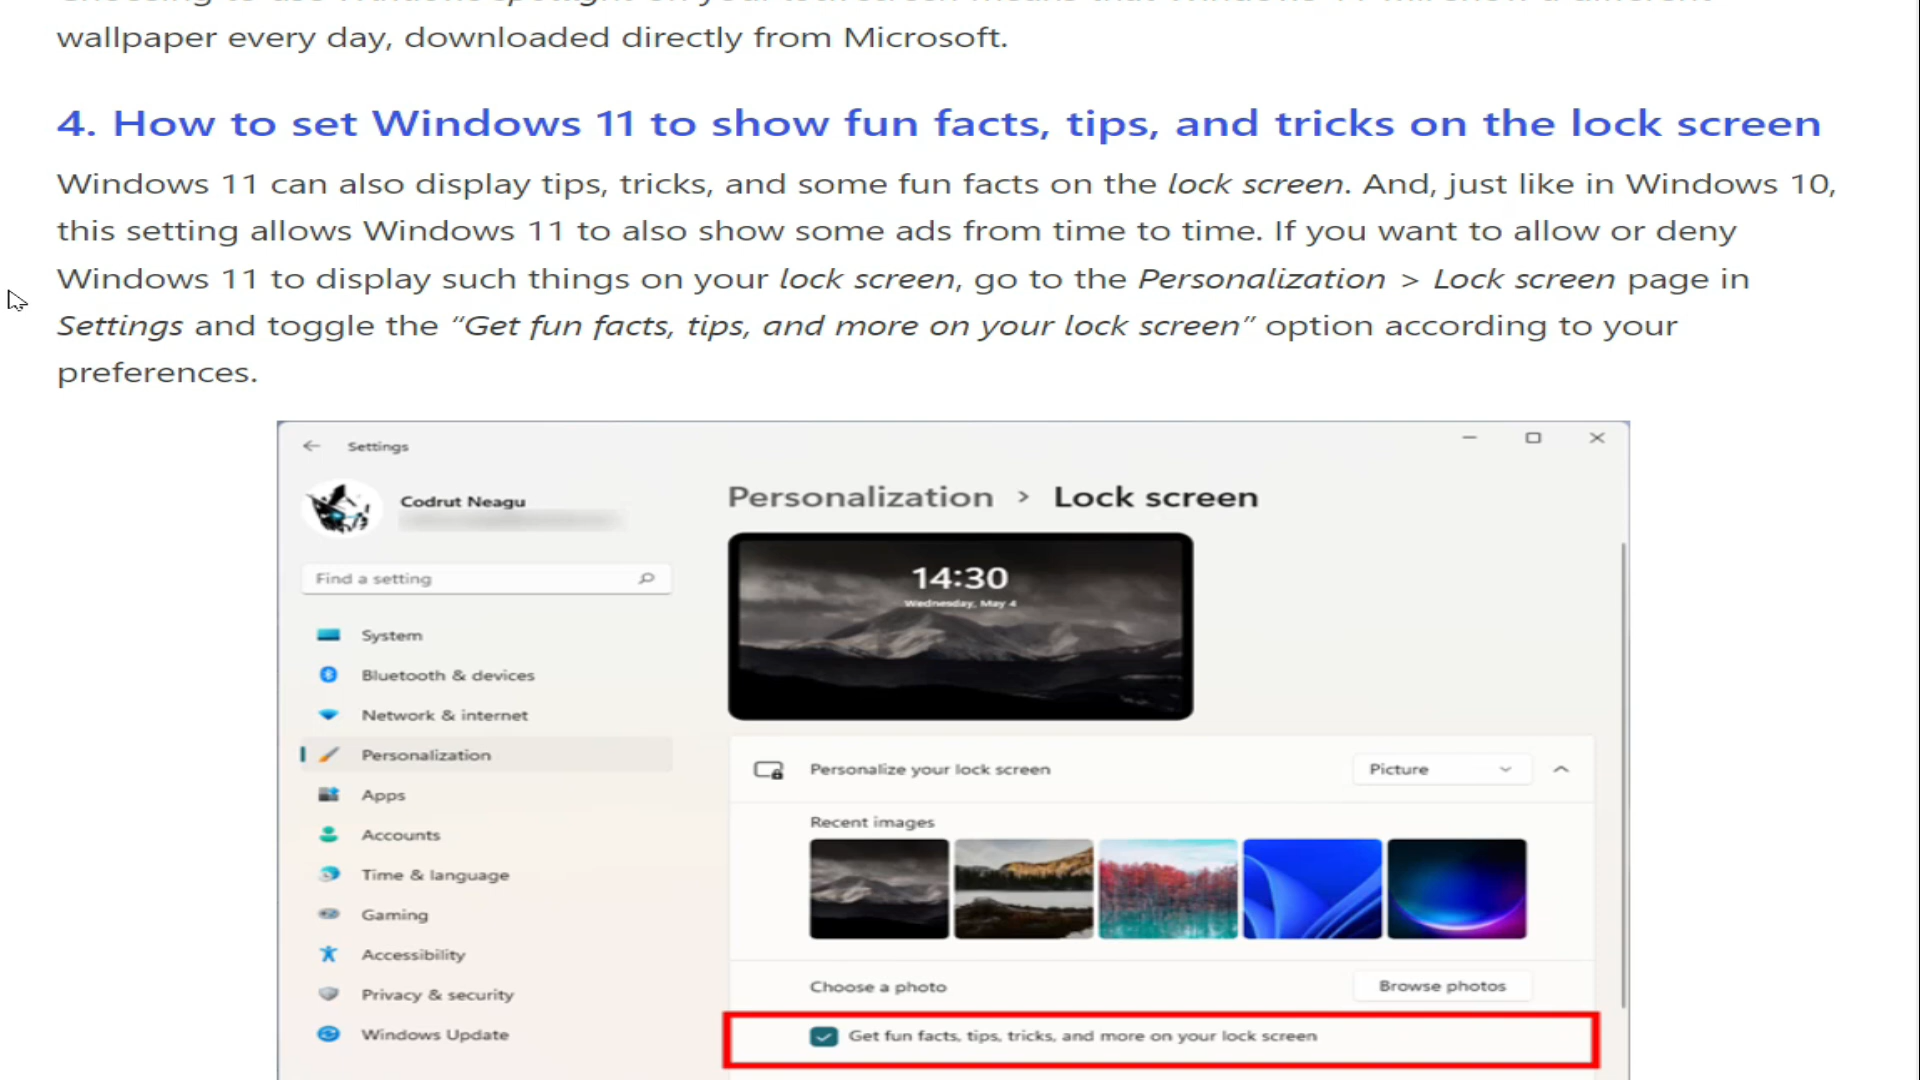 wallpaper every day, downloaded directly from Microsoft.
4. How to set Windows 11 to show fun facts, tips, and tricks on the lock screen
Windows 11 can also display tips, tricks, and some fun facts on the lock screen. And, just like in Windows 10,
this setting allows Windows 11 to also show some ads from time to time. If you want to allow or deny
Windows 11 to display such things on your lock screen, go to the Personalization > Lock screen page in
Settings and toggle the “Get fun facts, tips, and more on your lock screen” option according to your
preferences.
Settings
Codrut Neagu
Find a setting
System
Bluetooth & devices
Network & internet
Personalization
Apps
Accounts
Time & language
Gaming
Accessibility
Privacy & security
Windows Update
Personalization > Lock screen
14:30
Wednesday, May 4
Personalize your lock screen
Picture
Recent images
Choose a photo
Browse photos
Get fun facts, tips, tricks, and more on your lock screen